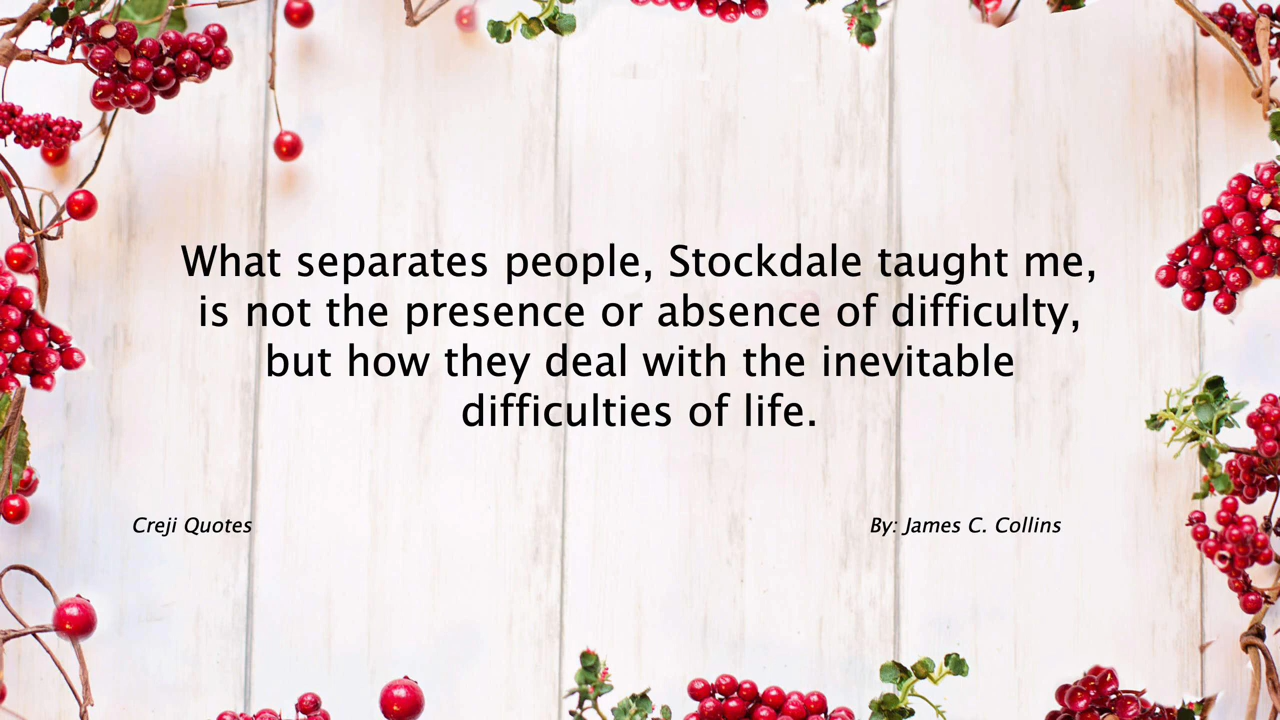 What separates people, Stockdale taught me,
is not the presence or absence of difficulty,
but how they deal with the inevitable
difficulties of life.
Creji Quotes
By: James C. Collins